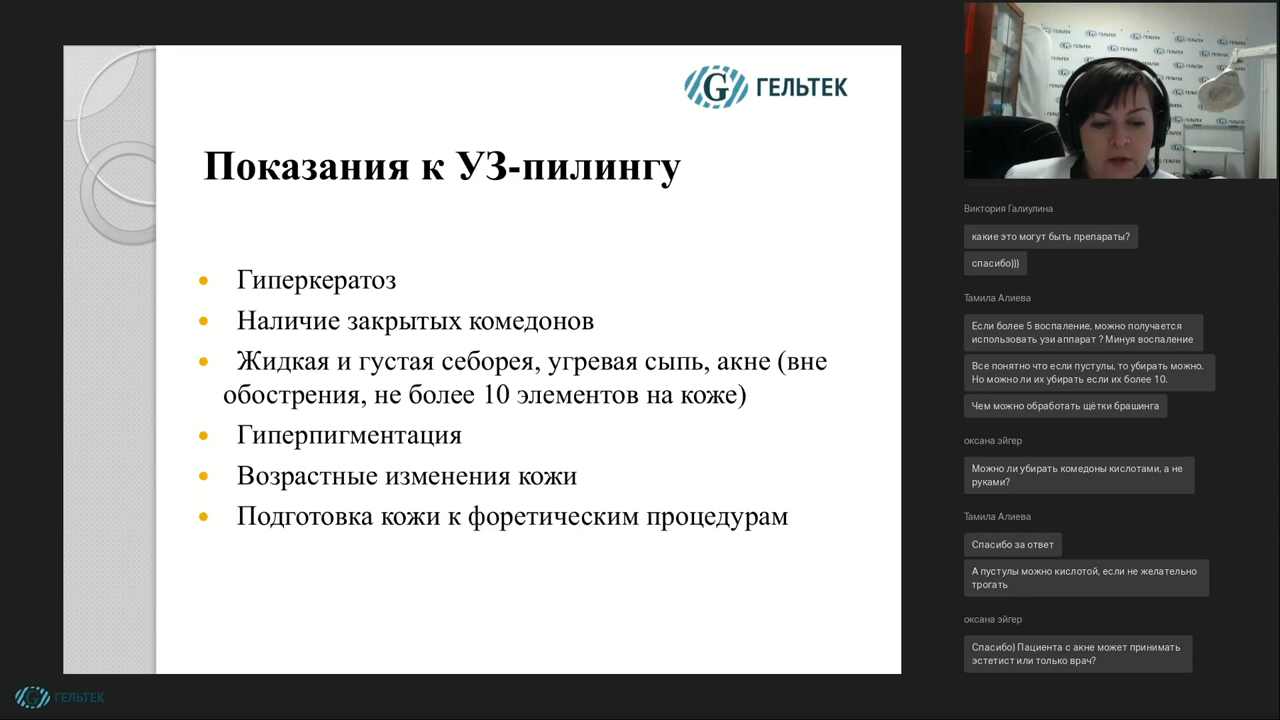 ГЕЛЬТЕК
Показания к УЗ-пилингу
Гиперкератоз
Наличие закрытых комедонов
Жидкая и густая себорея, угревая сыпь, акне (вне
обострения, не более 10 элементов на коже)
Гиперпигментация
Возрастные изменения кожи
Подготовка кожи к форетическим процедурам
ГЕЛЬТЕК
Виктория Галиулина
какие это могут быть препараты?
спасибо)))
Тамила Алиева
Если более 5 воспаление, можно получается
использовать узи аппарат ? Минуя воспаление
Все понятно что если пустулы, то убирать можно.
Но можно ли их убирать если их более 10.
Чем можно обработать щётки брашинга
оксана эйгер
Можно ли убирать комедоны кислотами, а не
руками?
Тамила Алиева
Спасибо за ответ
А пустулы можно кислотой, если не желательно
трогать
оксана эйгер
Спасибо) Пациента с акне может принимать
эстетист или только врач?